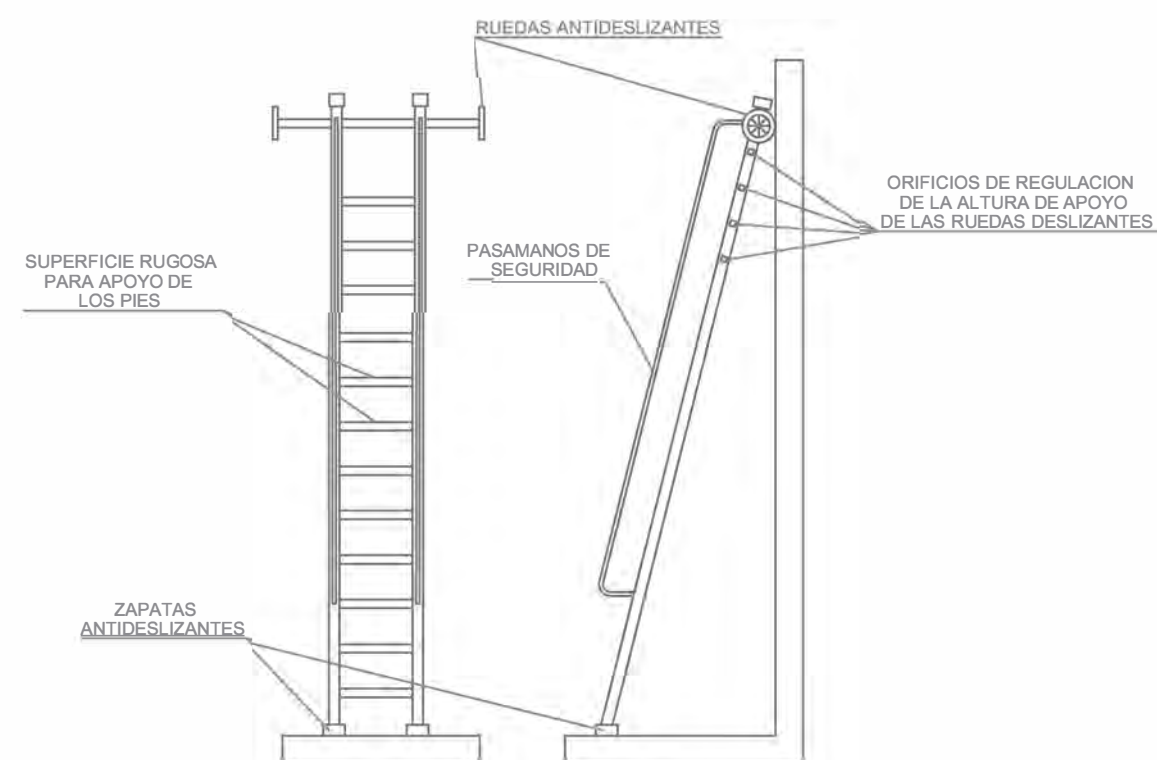 RUEDAS ANTIDESLIZANTES
ORIFICIOS DE REGULACION
DE LA ALTURA DE APOYO
DE LAS RUEDAS DESLIZANTES
PASAMANOS DE
SEGURIDAD
SUPERFICIE RUGOSA
PARA APOYO DE
LOS PIES
ZAPATAS
ANTIDESLIZANTES